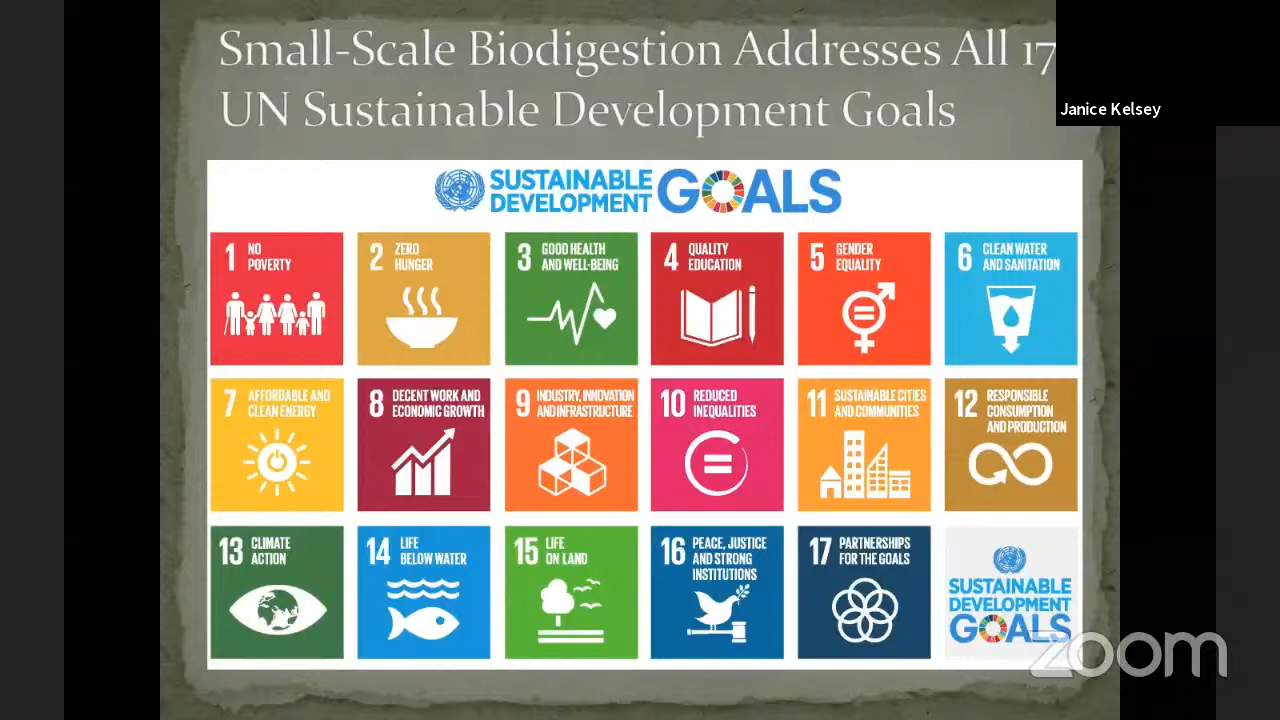 Small-Scale Biodigestion Addresses All 17
UN Sustainable Development Goals
Janice Kelsey
SUSTAINABLE
DEVELOPMENT
GOALS
1 NO
POVERTY
2 ZERO
HUNGER
3 GOOD HEALTH
AND WELL-BEING
4 QUALITY
EDUCATION
5 GENDER
EQUALITY
6 CLEAN WATER
AND SANITATION
7 AFFORDABLE AND
CLEAN ENERGY
8 DECENT WORK AND
ECONOMIC GROWTH
9 INDUSTRY, INNOVATION
AND INFRASTRUCTURE
10 REDUCED
INEQUALITIES
11 SUSTAINABLE CITIES
AND COMMUNITIES
12 RESPONSIBLE
CONSUMPTION
AND PRODUCTION
13 CLIMATE
ACTION
14 LIFE
BELOW WATER
15 LIFE
ON LAND
16 PEACE, JUSTICE
AND STRONG
INSTITUTIONS
17 PARTNERSHIPS
FOR THE GOALS
SUSTAINABLE
DEVELOPMENT
GOALS
zoom